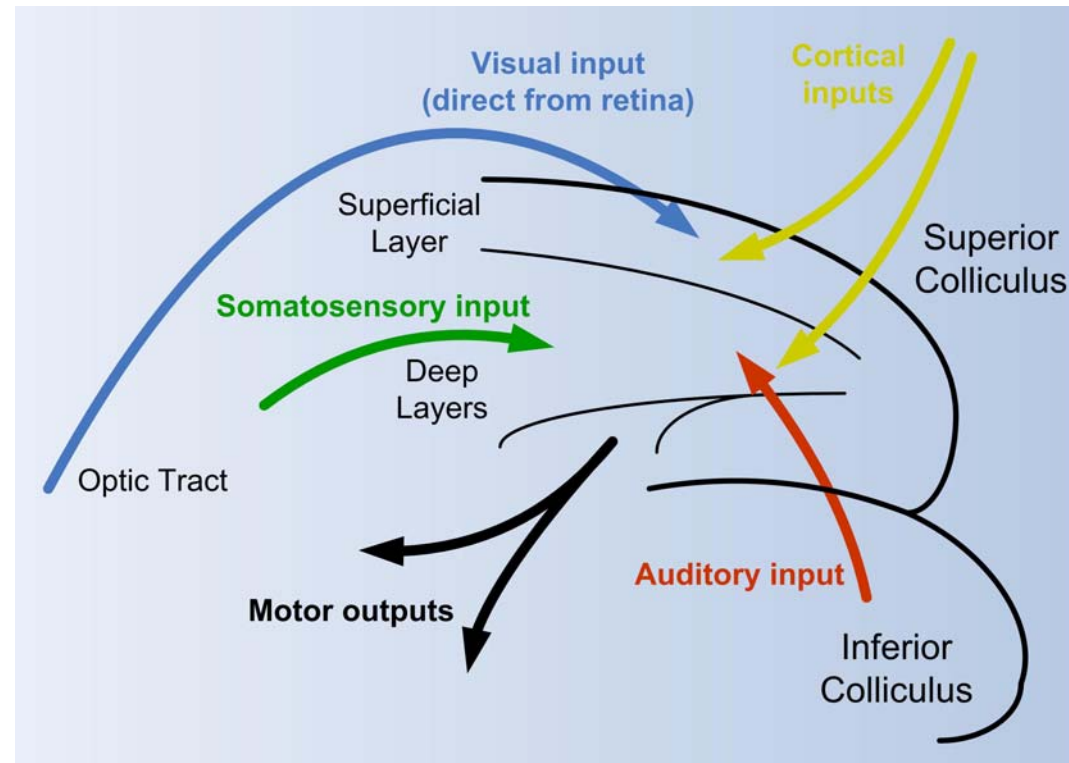 Visual input
(direct from retina)
Cortical
inputs
Superficial
Layer
Superior
Colliculus
Somatosensory input
Deep
Layers
Optic Tract
Auditory input
Motor outputs
Inferior
Colliculus